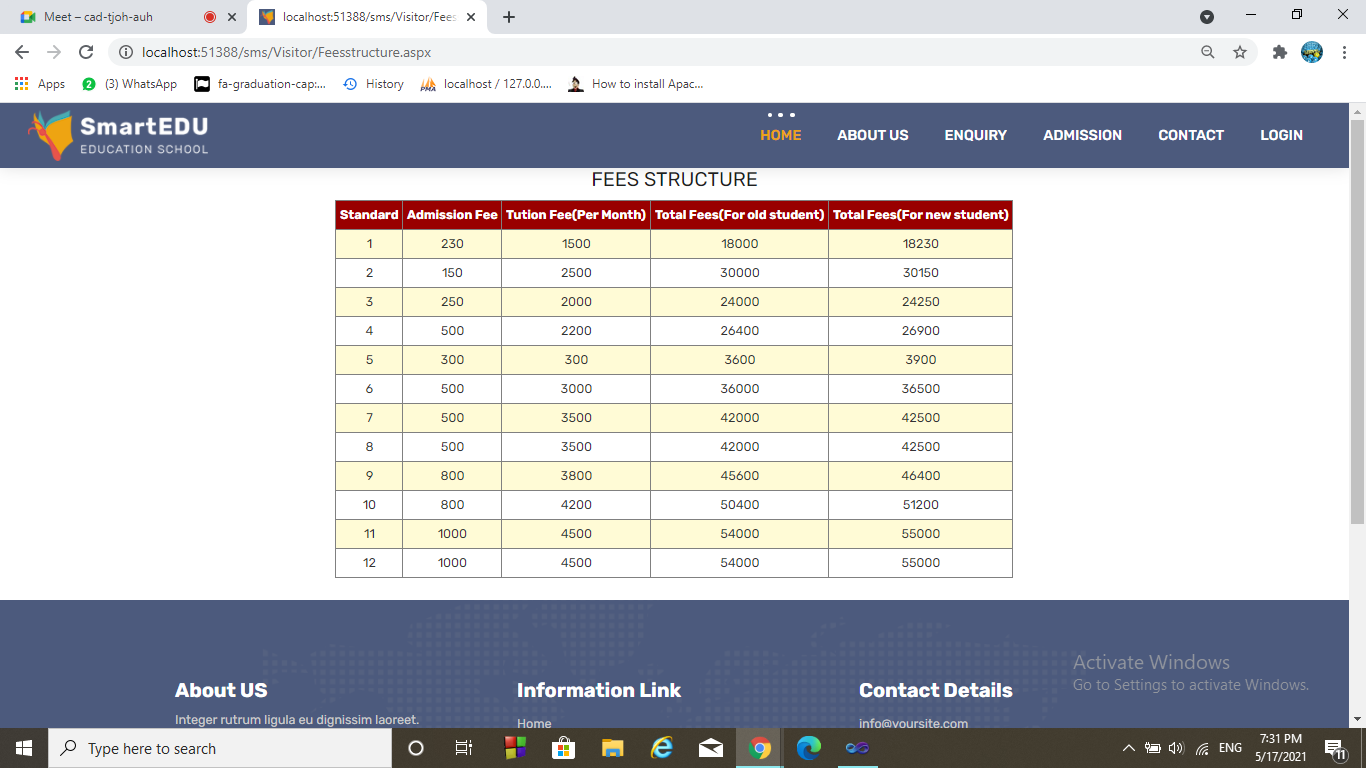 Meet – cad-tjoh-auh
localhost:51388/sms/Visitor/Fees
localhost:51388/sms/Visitor/Feesstructure.aspx
Apps
2 (3) WhatsApp
fa-graduation-cap:...
History
PMA localhost / 127.0.0....
How to install Apac...
SmartEDU
EDUCATION SCHOOL
HOME ABOUT US ENQUIRY ADMISSION CONTACT LOGIN
FEES STRUCTURE
Standard Admission Fee Tution Fee(Per Month) Total Fees(For old student) Total Fees(For new student)
1 230 1500 18000 18230
2 150 2500 30000 30150
3 250 2000 24000 24250
4 500 2200 26400 26900
5 300 300 3600 3900
6 500 3000 36000 36500
7 500 3500 42000 42500
8 500 3500 42000 42500
9 800 3800 45600 46400
10 800 4200 50400 51200
11 1000 4500 54000 55000
12 1000 4500 54000 55000
Activate Windows
Go to Settings to activate Windows.
About US
Integer rutrum ligula eu dignissim laoreet.
Information Link
Home
Contact Details
info@yoursite.com
Type here to search
ENG
7:31 PM
5/17/2021
11